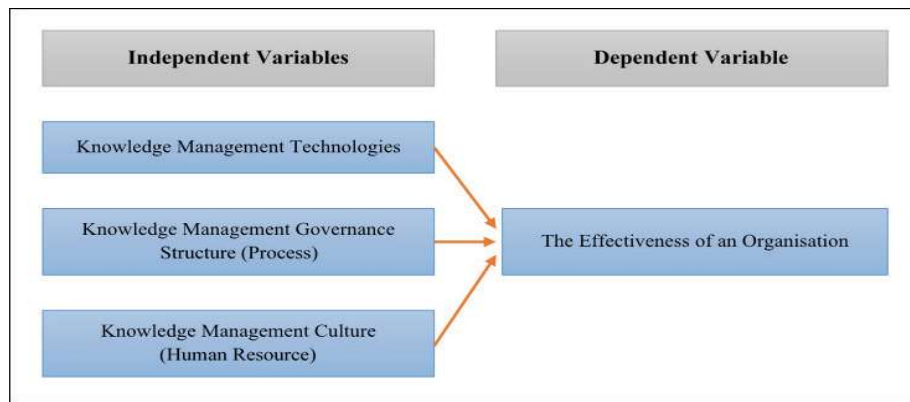 Independent Variables
Dependent Variable
Knowledge Management Technologies
Knowledge Management Governance
Structure (Process)
The Effectiveness of an Organisation
Knowledge Management Culture
(Human Resource)